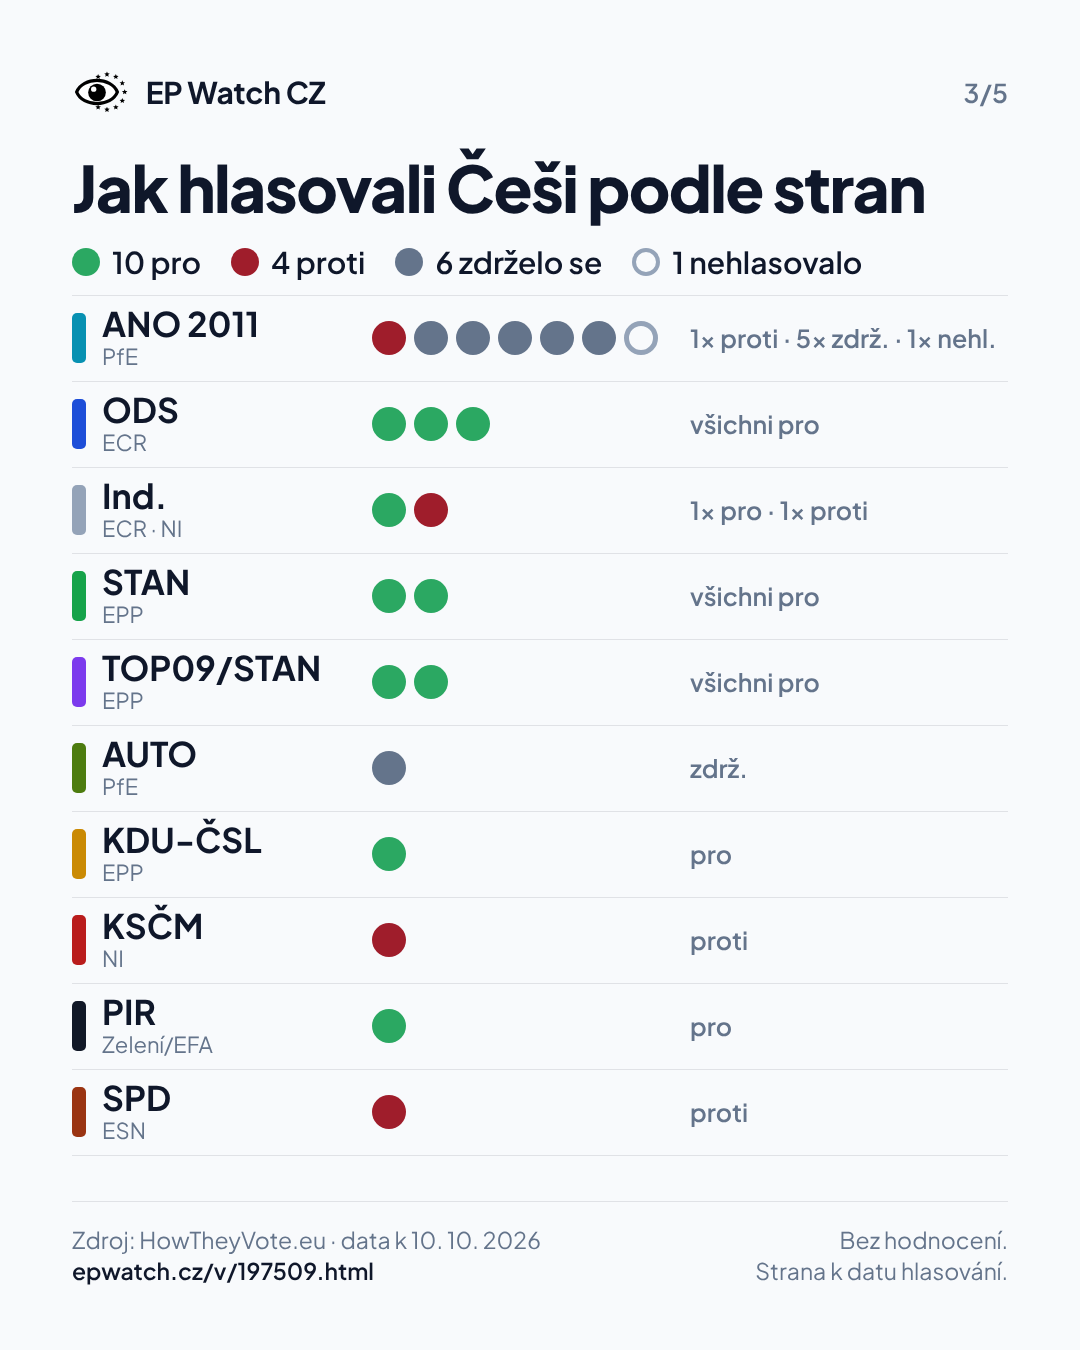 EP Watch CZ
3/5
Jak hlasovali Češi podle stran
10 pro 4 proti 6 zdrželo se 1 nehlasovalo
ANO 2011
PfE
1× proti · 5× zdrž. · 1× nehl.
ODS
ECR
všichni pro
Ind.
ECR · NI
1× pro · 1× proti
STAN
EPP
všichni pro
TOP09/STAN
EPP
všichni pro
AUTO
PfE
zdrž.
KDU-ČSL
EPP
pro
KSČM
NI
proti
PIR
Zelení/EFA
pro
SPD
ESN
proti
Zdroj: HowTheyVote.eu · data k 10. 10. 2026
epwatch.cz/v/197509.html
Bez hodnocení.
Strana k datu hlasování.